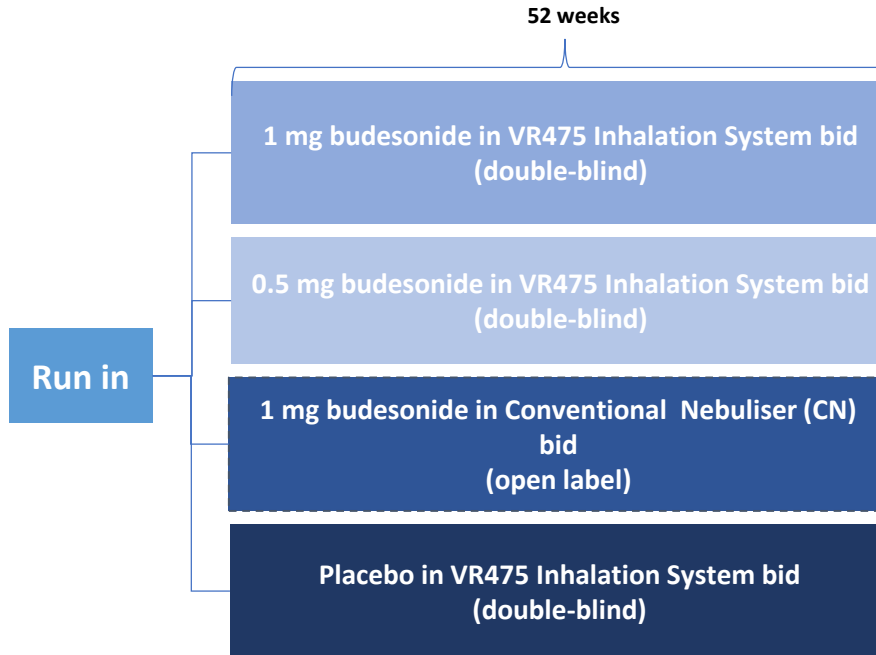 52 weeks
1 mg budesonide in VR475 Inhalation System bid
(double-blind)
0.5 mg budesonide in VR475 Inhalation System bid
(double-blind)
Run in
1 mg budesonide in Conventional Nebuliser (CN)
bid
(open label)
Placebo in VR475 Inhalation System bid
(double-blind)